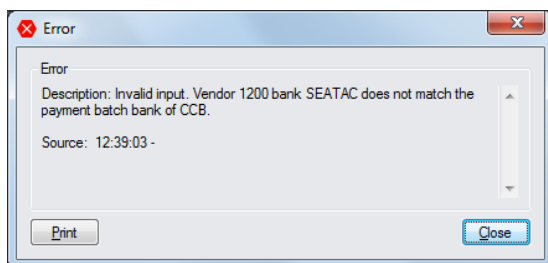 Error
Error
Description: Invalid input. Vendor 1200 bank SEATAC does not match the
payment batch bank of CCB.
Source: 12:39:03 -
Print
Close